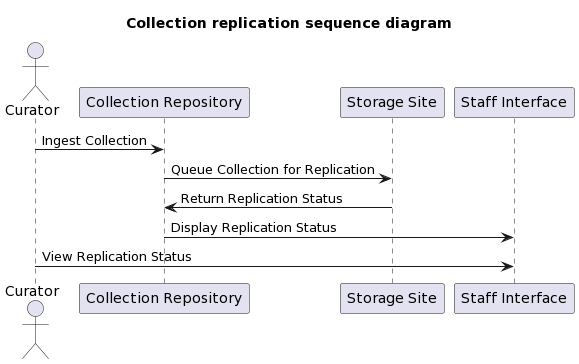 Collection replication sequence diagram
Curator
Collection Repository
Storage Site
Staff Interface
Ingest Collection
Queue Collection for Replication
Return Replication Status
Display Replication Status
View Replication Status
Curator
Collection Repository
Storage Site
Staff Interface